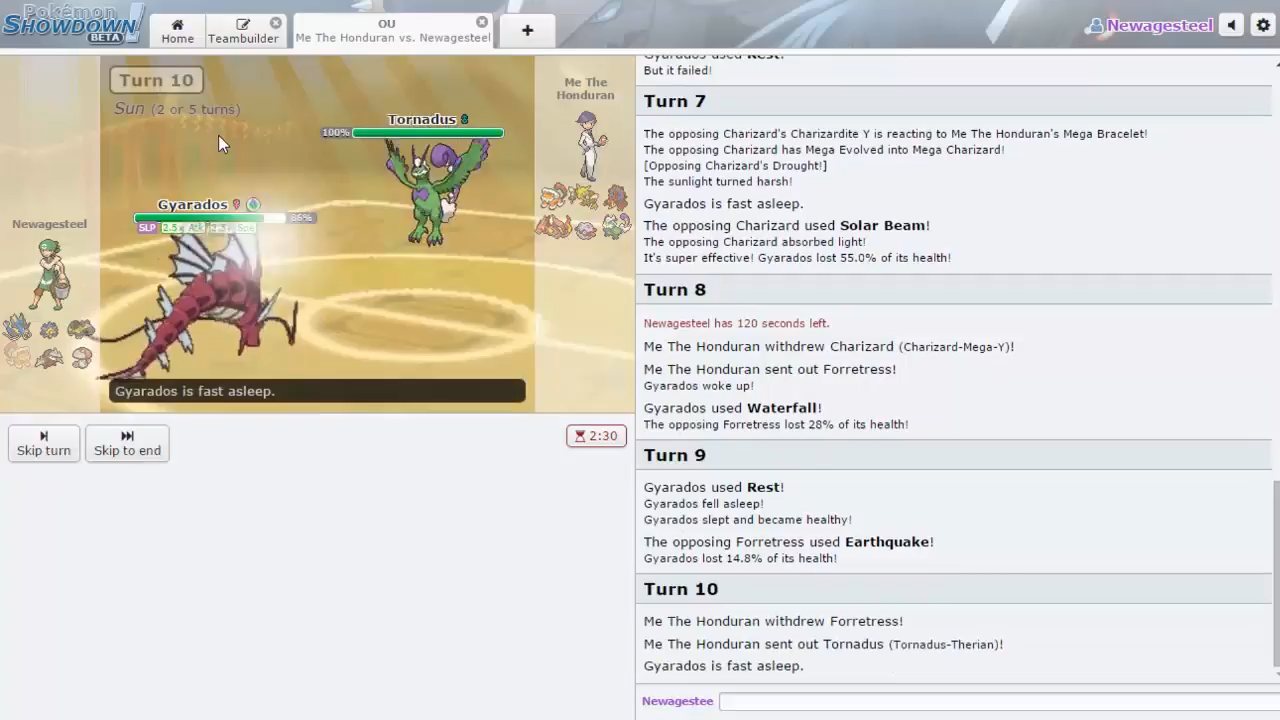 Pokémon
SHOWDOWN!
BETA
Home
Teambuilder
OU
Me The Honduran vs. Newagesteel
+
Newagesteel
Turn 10
Sun (2 or 5 turns)
Tornadus
100%
Gyarados
86%
SLP
Newagesteel
Me The
Honduran
Gyarados is fast asleep.
Skip turn
Skip to end
2:30
Gyarados used Rest!
But it failed!
Turn 7
The opposing Charizard's Charizardite Y is reacting to Me The Honduran's Mega Bracelet!
The opposing Charizard has Mega Evolved into Mega Charizard!
[Opposing Charizard's Drought!]
The sunlight turned harsh!
Gyarados is fast asleep.
The opposing Charizard used Solar Beam!
The opposing Charizard absorbed light!
It's super effective! Gyarados lost 55.0% of its health!
Turn 8
Newagesteel has 120 seconds left.
Me The Honduran withdrew Charizard (Charizard-Mega-Y)!
Me The Honduran sent out Forretress!
Gyarados woke up!
Gyarados used Waterfall!
The opposing Forretress lost 28% of its health!
Turn 9
Gyarados used Rest!
Gyarados fell asleep!
Gyarados slept and became healthy!
The opposing Forretress used Earthquake!
Gyarados lost 14.8% of its health!
Turn 10
Me The Honduran withdrew Forretress!
Me The Honduran sent out Tornadus (Tornadus-Therian)!
Gyarados is fast asleep.
Newagestee